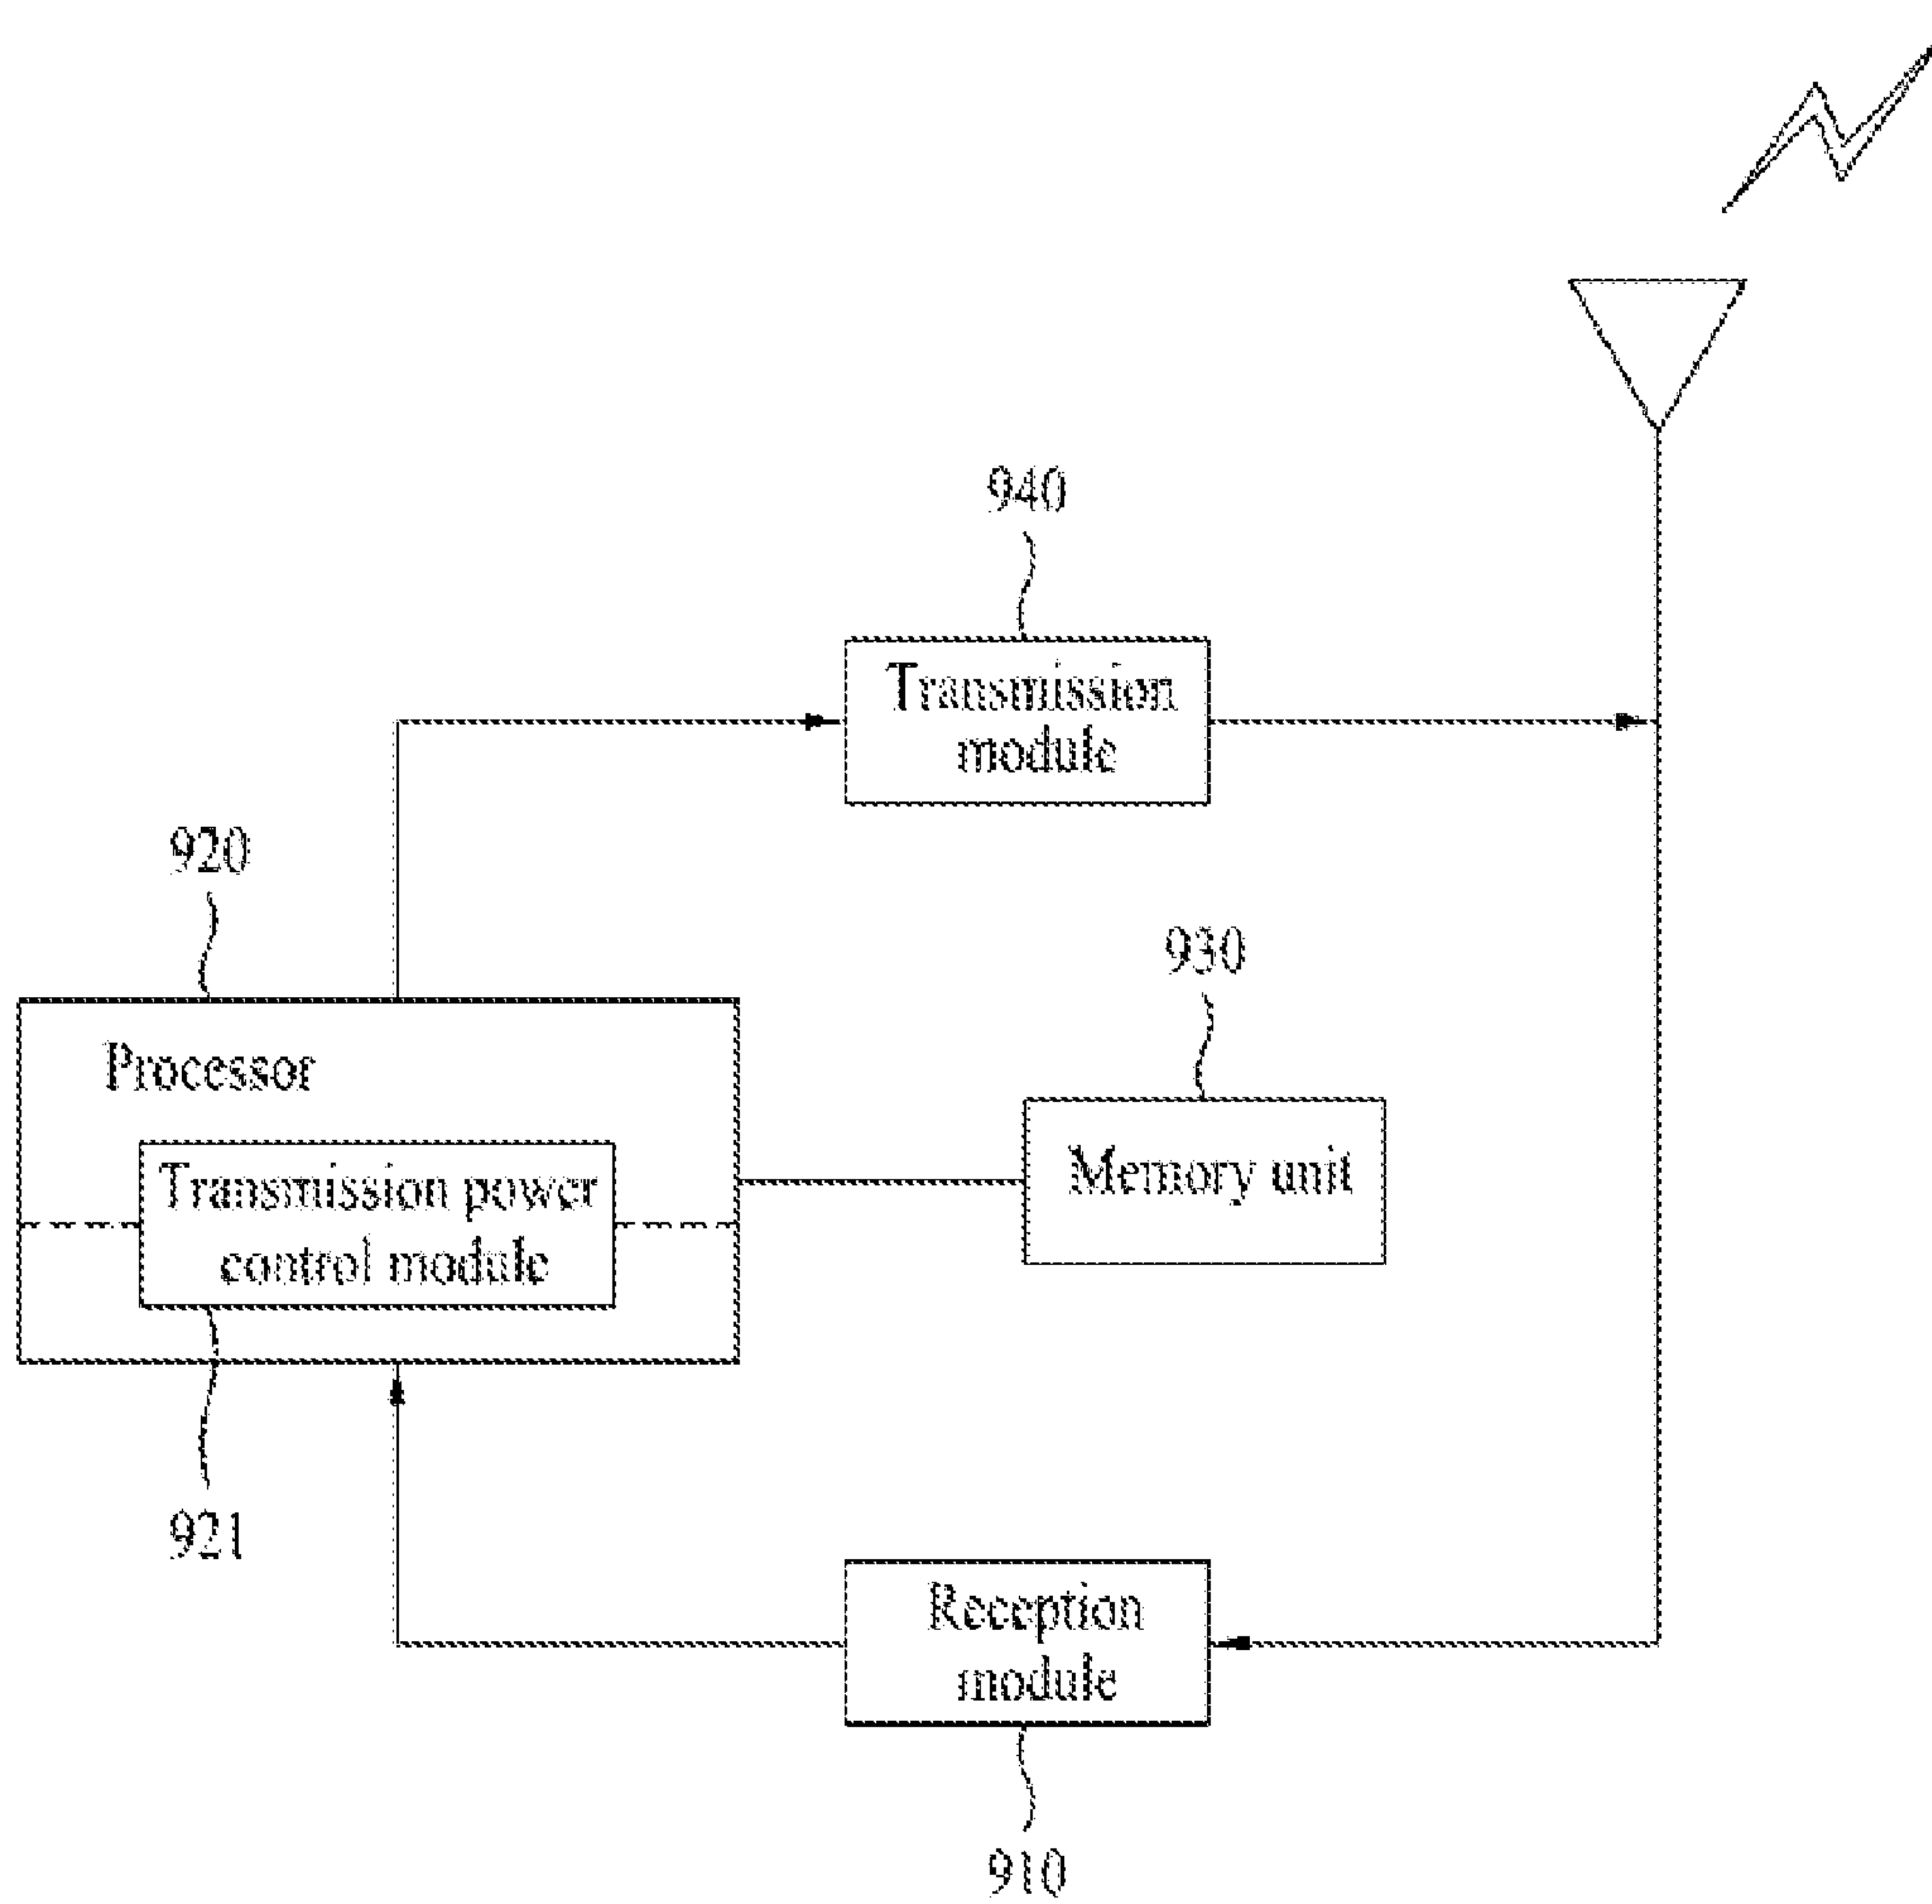 940
Transmission
module
920
930
Processor
Memory unit
Transmission power
control module
921
Reception
module
910